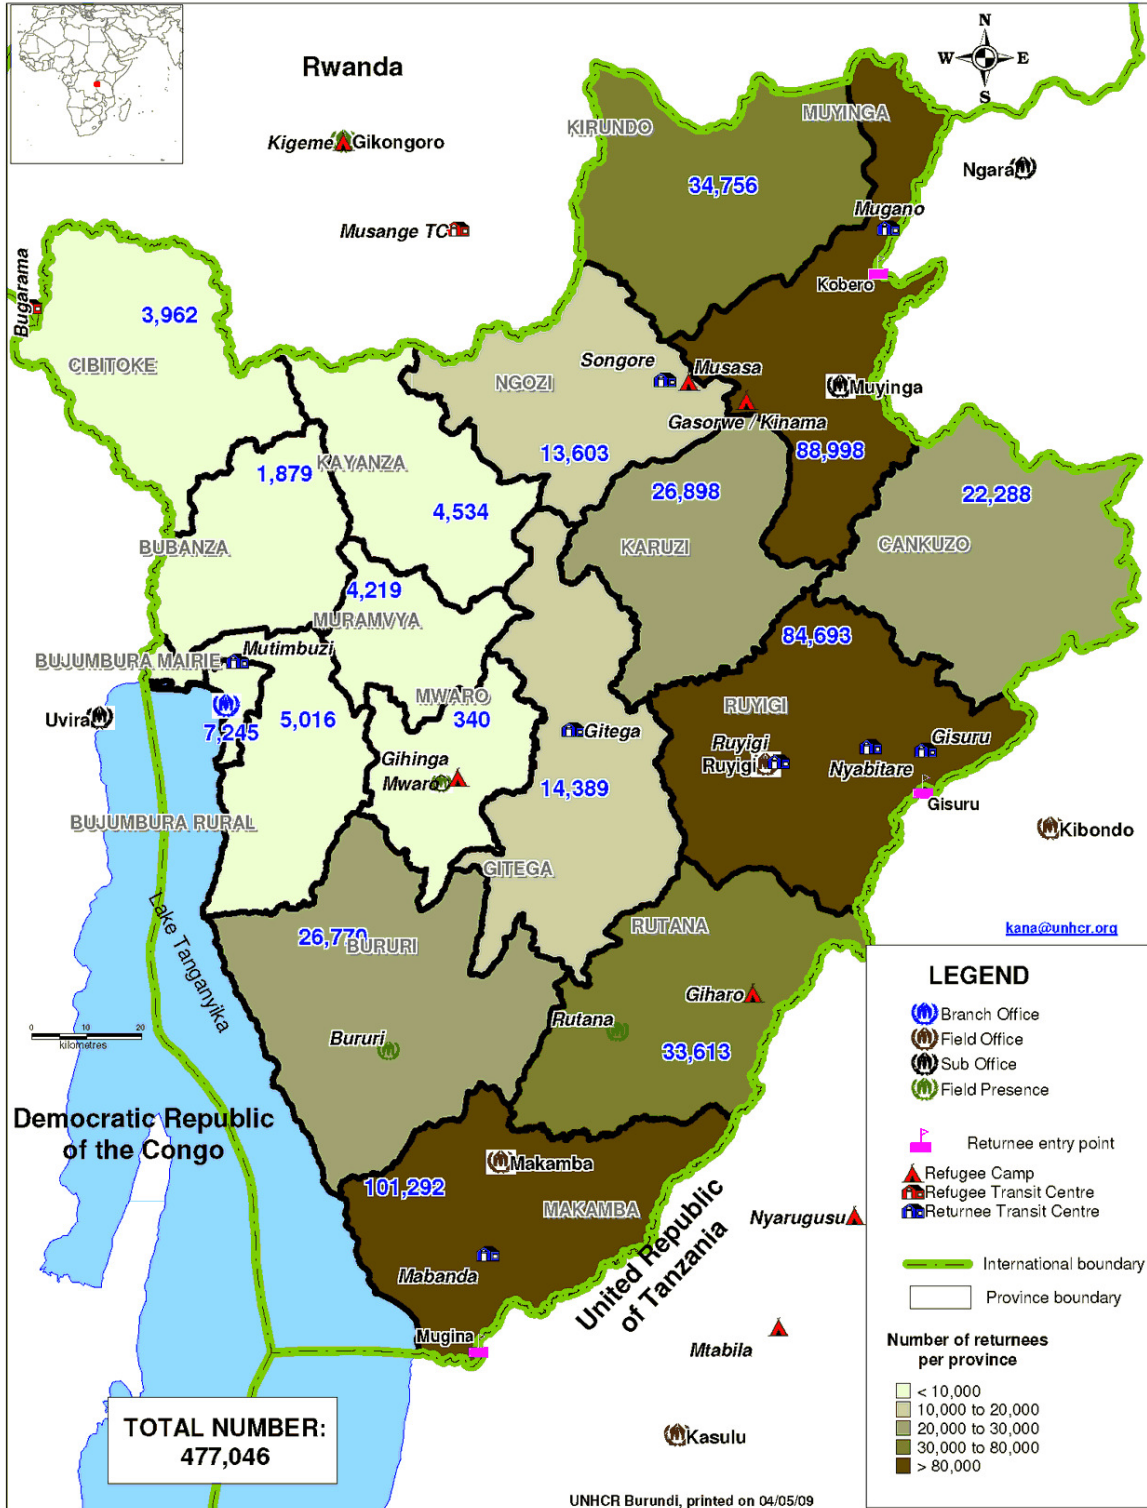 N
W E
S
Rwanda
MUYINGA
KIRUNDO
Kigeme Gikongoro
Ngara
34,756
Mugano
Musange TC
Kobero
Bugarama
3,962
CIBITOKE
Songore
Musasa
NGOZI
Muyinga
Gasorwe / Kinama
13,603
88,998
1,879
KAYANZA
26,898
22,288
4,534
BUBANZA
KARUZI
CANKUZO
4,219
MURAMVYA
84,693
Mutimbuzi
BUJUMBURA MAIRIE
MWARO
RUYIGI
Uvira
7,245
5,016
340
Gitega
Ruyigi
Ruyigi
Nyabitare
Gisuru
Gihinga
Mwaro
14,389
Gisuru
BUJUMBURA RURAL
Kibondo
GITEGA
Lake Tanganyika
RUTANA
kana@unhcr.org
26,770
BURURI
Giharo
Rutana
Bururi
33,613
0 10 20
kilometres
Democratic Republic
of the Congo
Makamba
101,292
MAKAMBA
Mabanda
United Republic
of Tanzania
Nyarugusu
Mugina
Mtabila
Kasulu
LEGEND
Branch Office
Field Office
Sub Office
Field Presence
Returnee entry point
Refugee Camp
Refugee Transit Centre
Returnee Transit Centre
International boundary
Province boundary
Number of returnees
per province
< 10,000
10,000 to 20,000
20,000 to 30,000
30,000 to 80,000
> 80,000
TOTAL NUMBER:
477,046
UNHCR Burundi, printed on 04/05/09